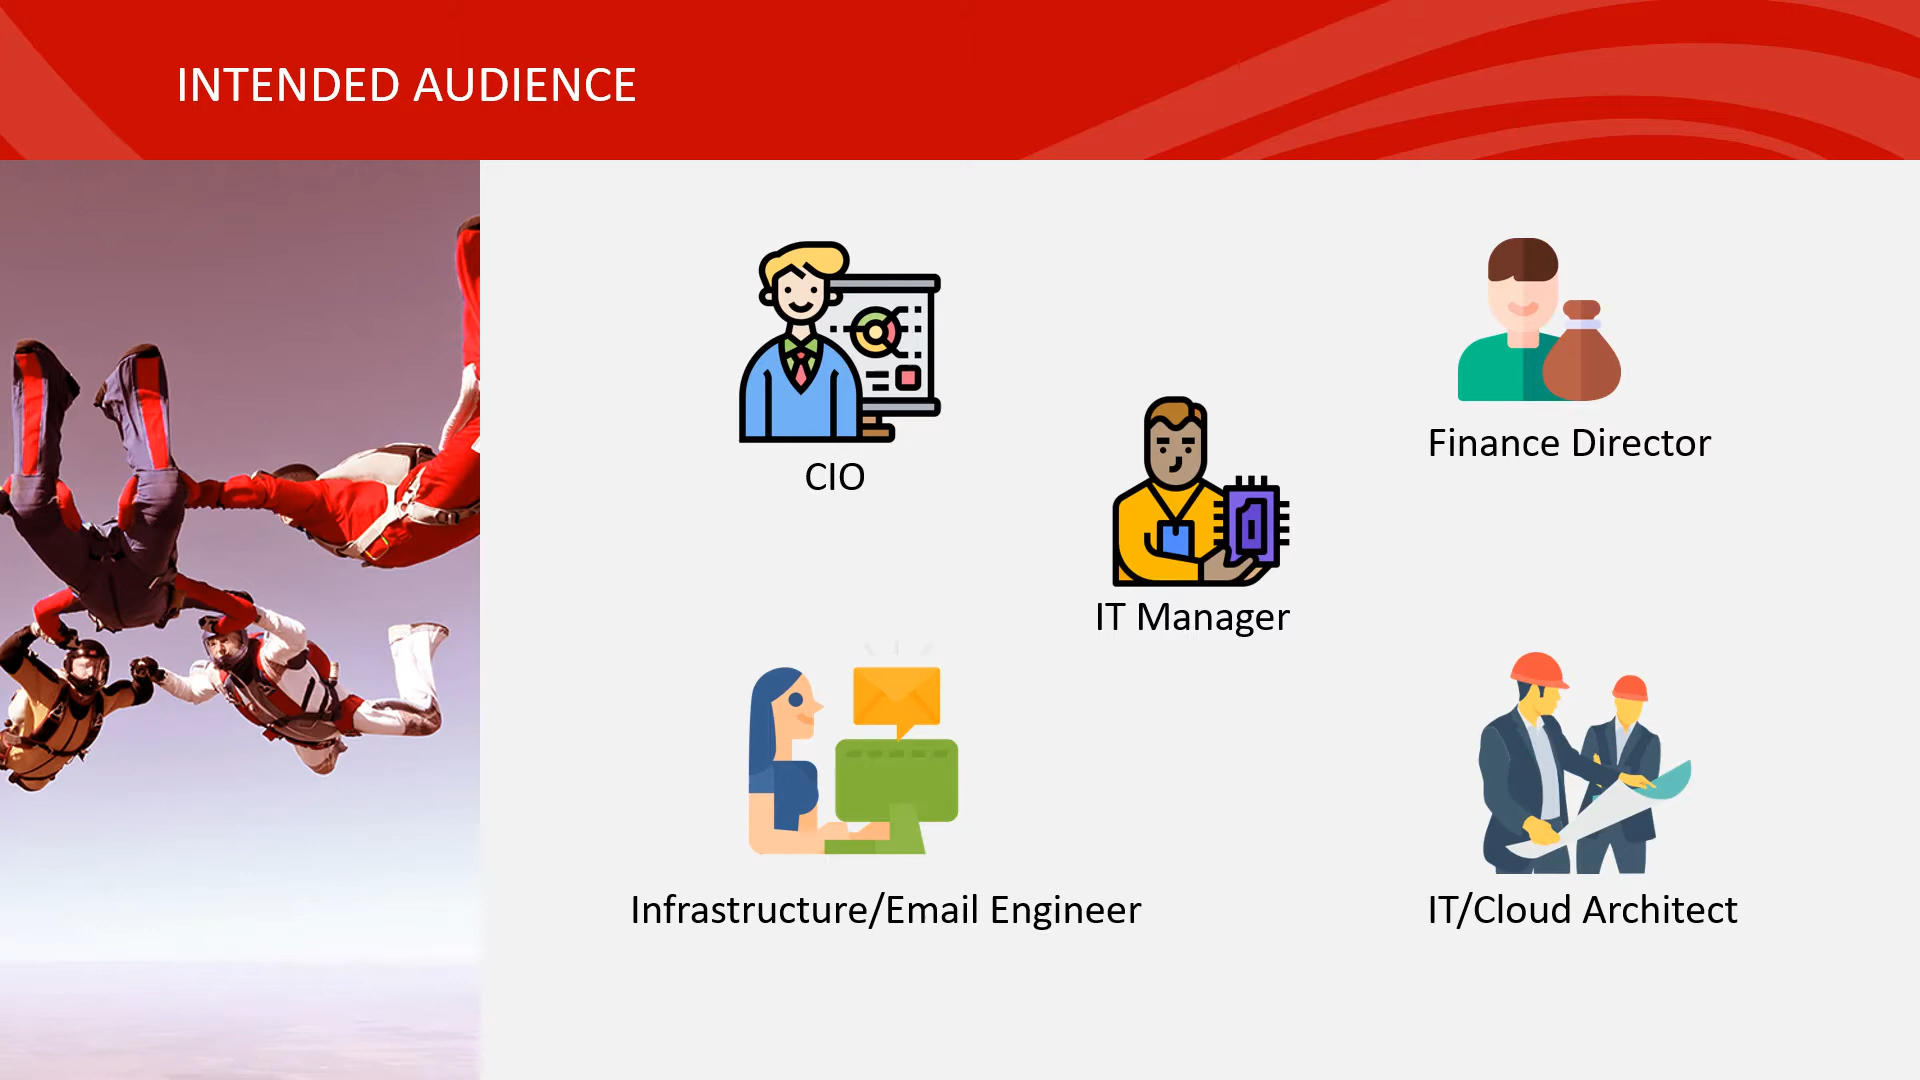 INTENDED AUDIENCE
CIO
Finance Director
IT Manager
Infrastructure/Email Engineer
IT/Cloud Architect